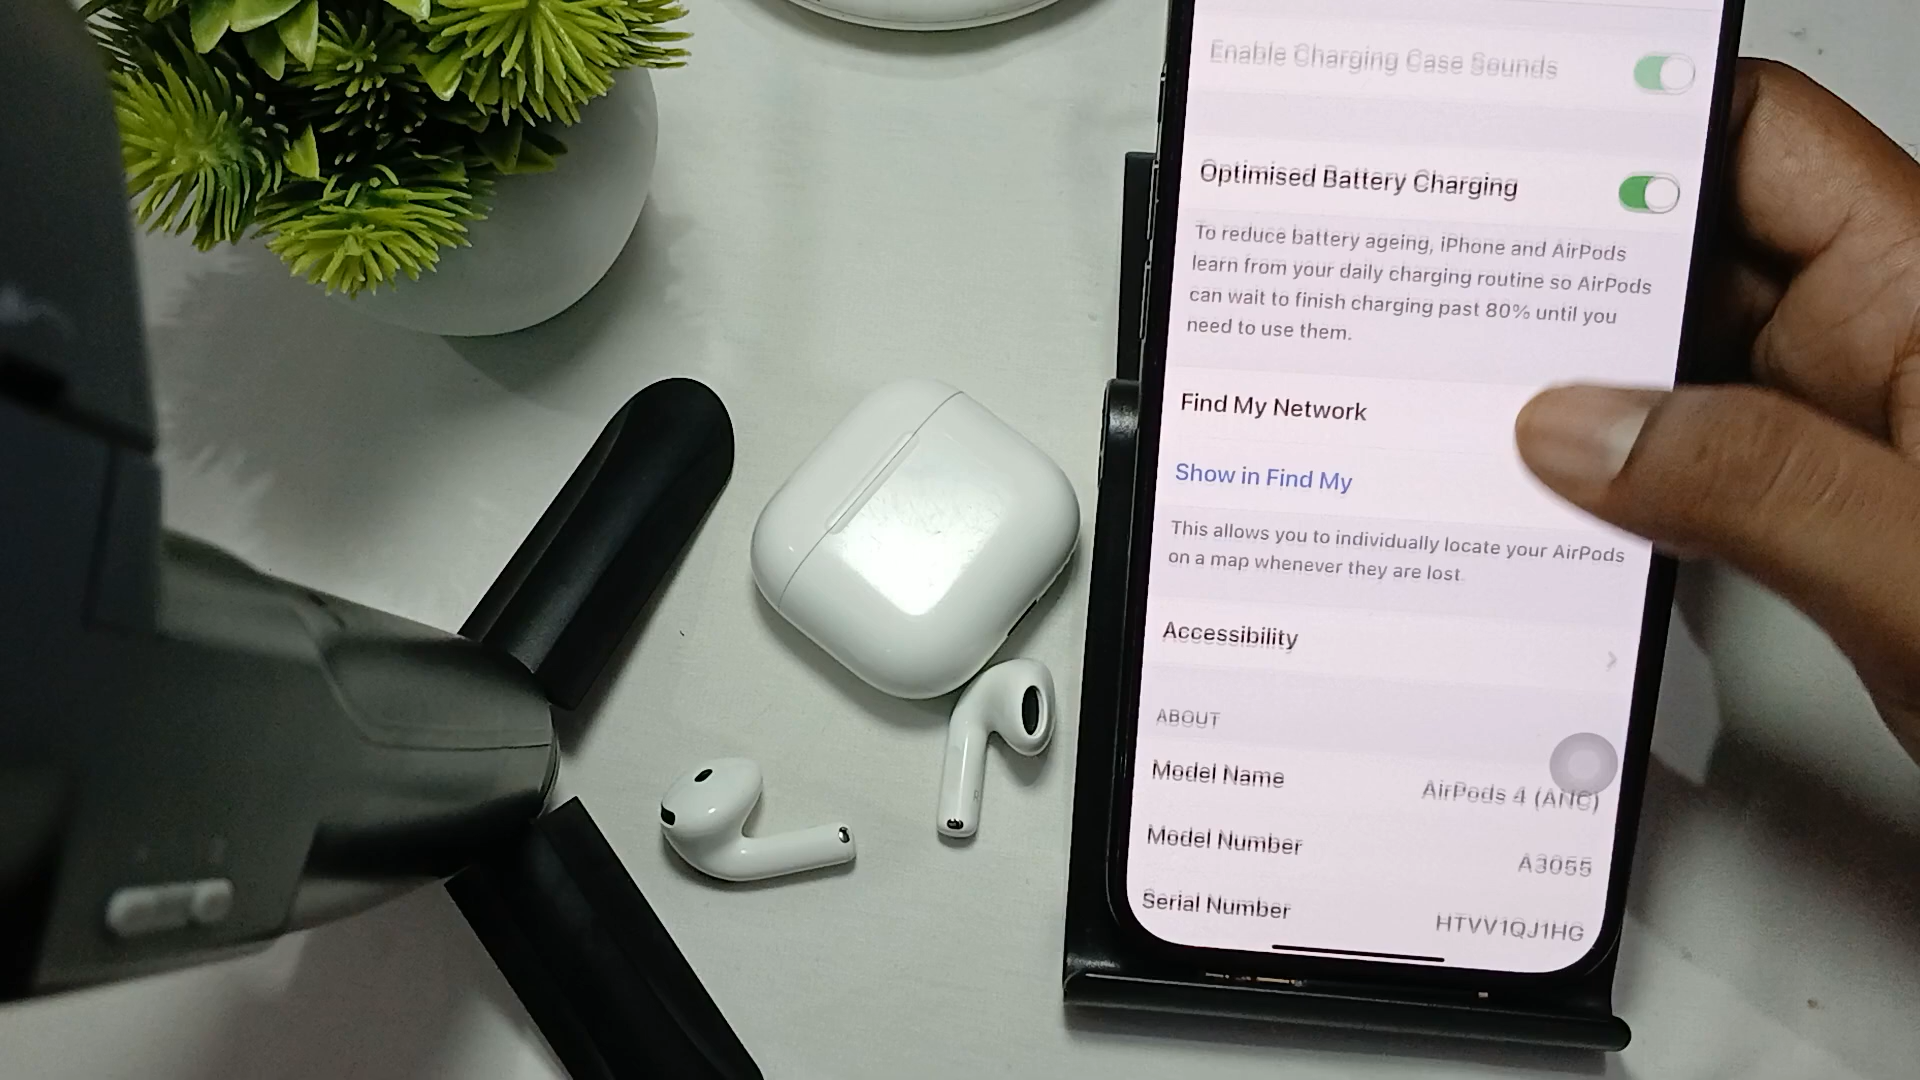 Enable Charging Case Sounds
Optimised Battery Charging
To reduce battery ageing, iPhone and AirPods
learn from your daily charging routine so AirPods
can wait to finish charging past 80% until you
need to use them.
Find My Network
Show in Find My
This allows you to individually locate your AirPods
on a map whenever they are lost.
Accessibility
ABOUT
Model Name AirPods 4 (ANC)
Model Number A3055
Serial Number HTVV1QJ1HG